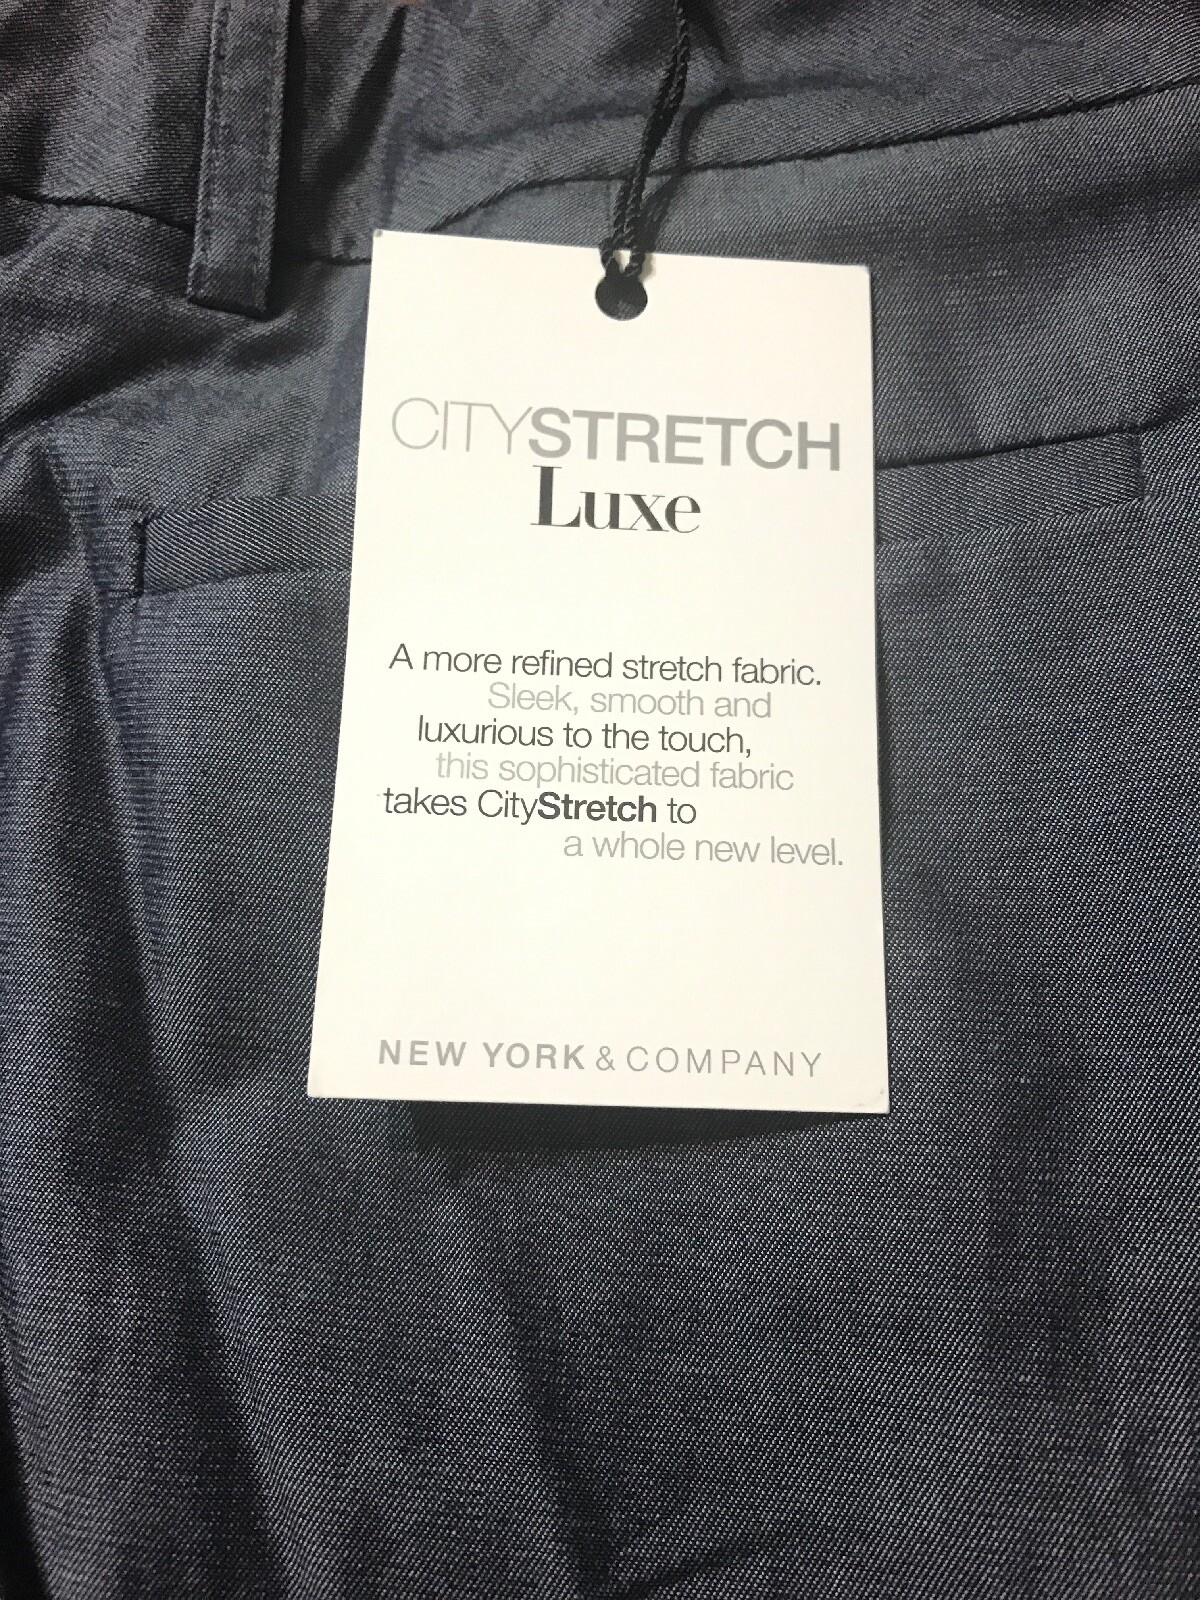 CITYSTRETCH
Luxe
A more refined stretch fabric.
Sleek, smooth and
luxurious to the touch,
this sophisticated fabric
takes CityStretch to
a whole new level.
NEW YORK & COMPANY